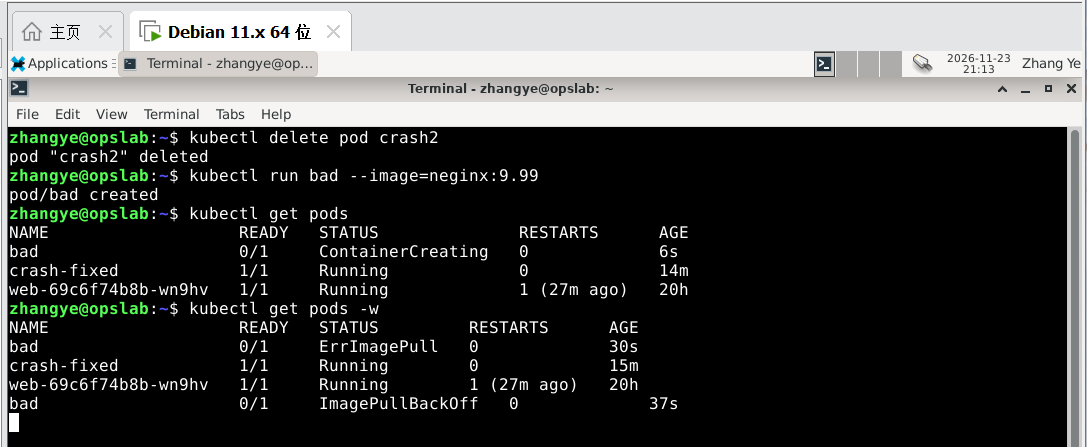 主页
Debian 11.x 64 位
Applications
Terminal - zhangye@op...
2026-11-23
21:13
Zhang Ye
Terminal - zhangye@opslab: ~
File Edit View Terminal Tabs Help
zhangye@opslab:~$ kubectl delete pod crash2
pod "crash2" deleted
zhangye@opslab:~$ kubectl run bad --image=neginx:9.99
pod/bad created
zhangye@opslab:~$ kubectl get pods
NAME                   READY   STATUS              RESTARTS      AGE
bad                    0/1     ContainerCreating   0             6s
crash-fixed            1/1     Running             0             14m
web-69c6f74b8b-wn9hv   1/1     Running             1 (27m ago)   20h
zhangye@opslab:~$ kubectl get pods -w
NAME                   READY   STATUS         RESTARTS      AGE
bad                    0/1     ErrImagePull   0             30s
crash-fixed            1/1     Running        0             15m
web-69c6f74b8b-wn9hv   1/1     Running        1 (27m ago)   20h
bad                    0/1     ImagePullBackOff   0             37s